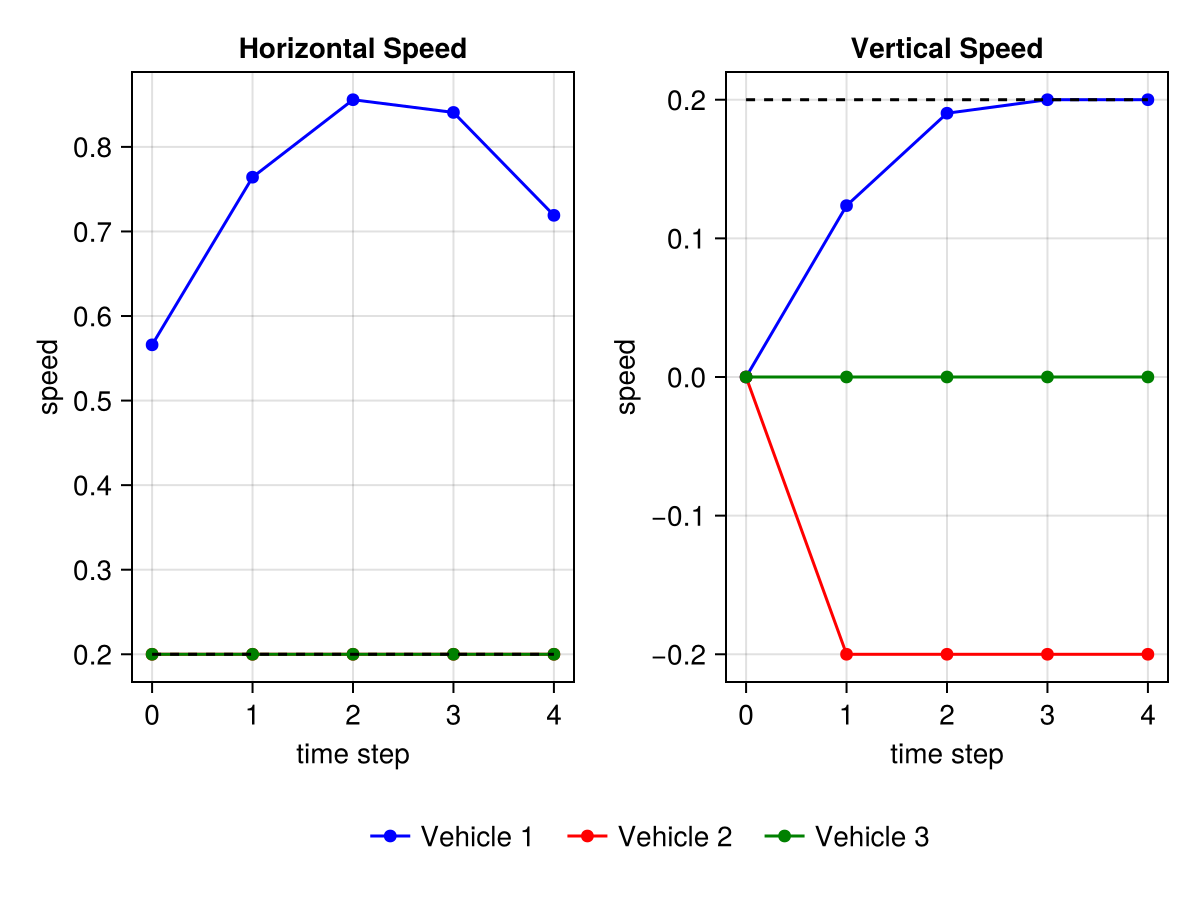 Horizontal Speed
speed
0.8
0.7
0.6
0.5
0.4
0.3
0.2
0 1 2 3 4
time step
Vertical Speed
speed
0.2
0.1
0.0
−0.1
−0.2
0 1 2 3 4
time step
Vehicle 1 Vehicle 2 Vehicle 3